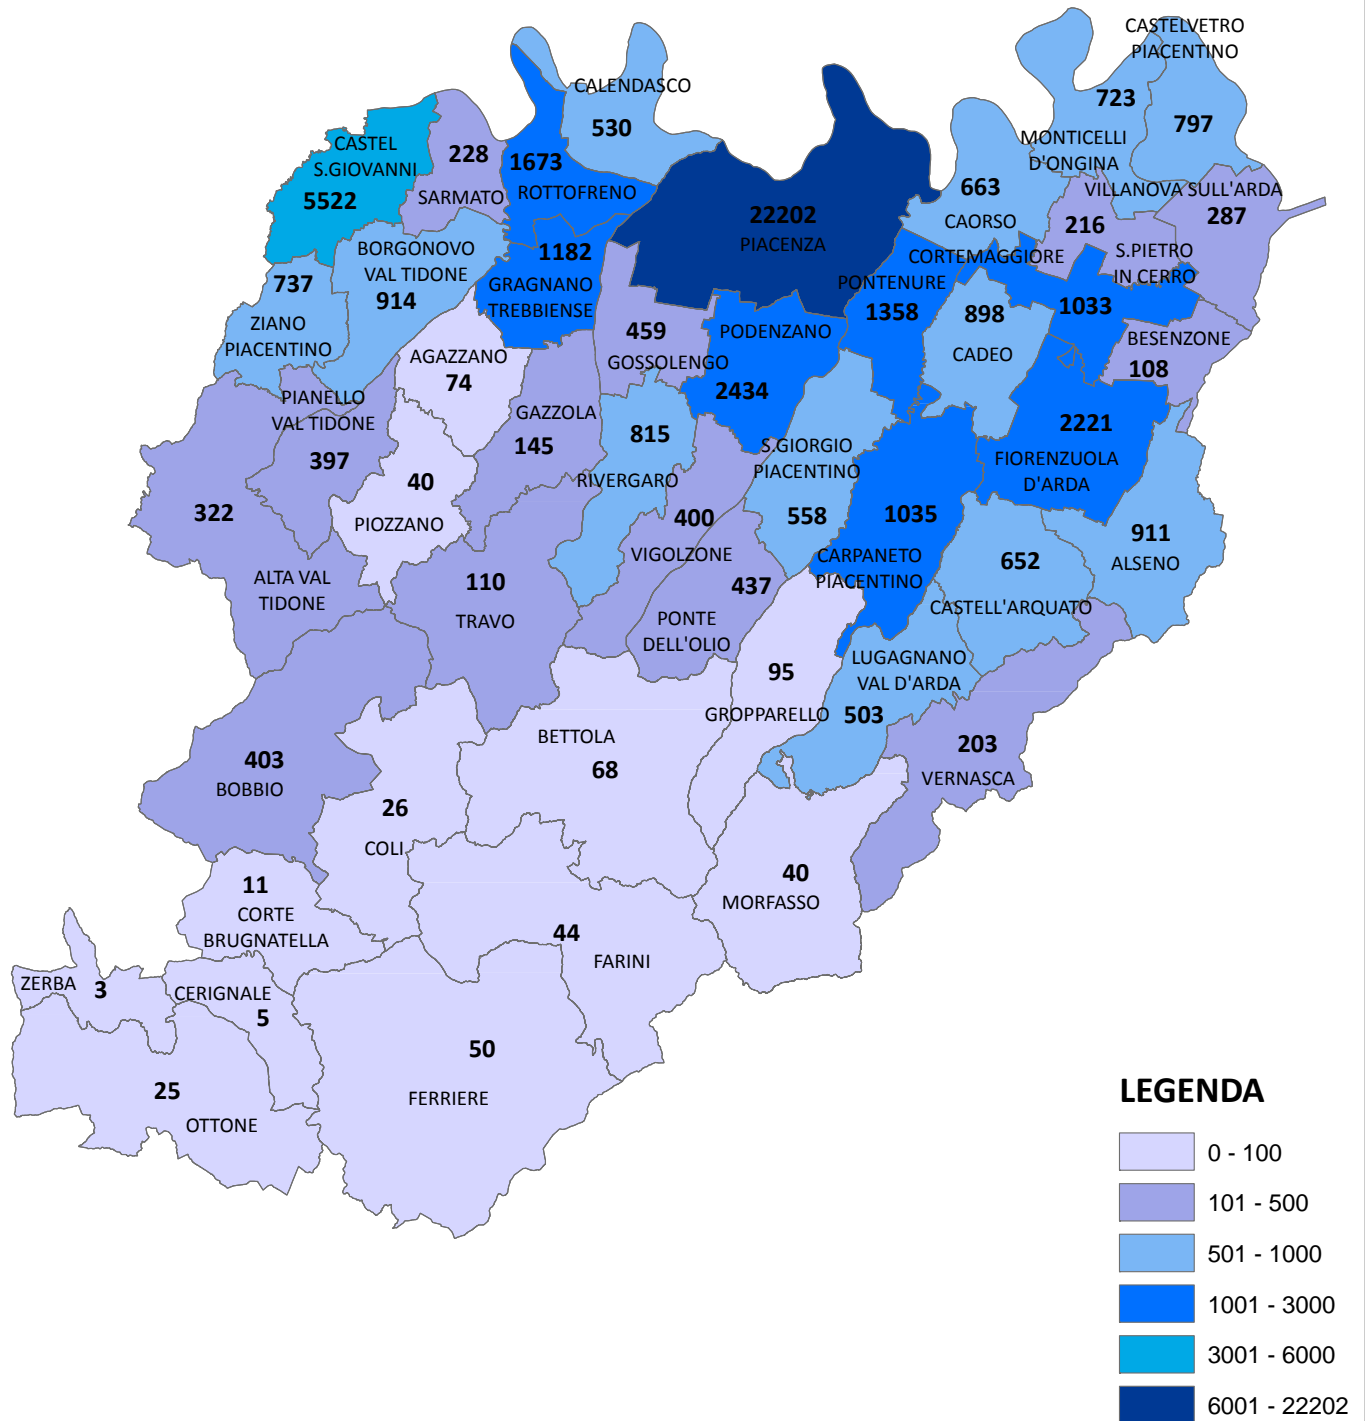 CASTELVETRO
PIACENTINO
CALENDASCO
723
797
530
MONTICELLI
D'ONGINA
CASTEL
S.GIOVANNI
5522
228
SARMATO
1673
ROTTOFRENO
663
CAORSO
VILLANOVA SULL'ARDA
287
216
22202
PIACENZA
S.PIETRO
IN CERRO
BORGONOVO
VAL TIDONE
914
1182
GRAGNANO
TREBBIENSE
CORTEMAGGIORE
1033
PONTENURE
1358
737
ZIANO
PIACENTINO
459
GOSSOLENGO
PODENZANO
2434
898
CADEO
BESENZONE
108
AGAZZANO
74
PIANELLO
VAL TIDONE
397
GAZZOLA
145
815
RIVERGARO
S.GIORGIO
PIACENTINO
558
2221
FIORENZUOLA
D'ARDA
322
ALTA VAL
TIDONE
40
PIOZZANO
400
VIGOLZONE
1035
CARPANETO
PIACENTINO
911
ALSENO
110
TRAVO
437
PONTE
DELL'OLIO
652
CASTELL'ARQUATO
95
GROPPARELLO
LUGAGNANO
VAL D'ARDA
503
403
BOBBIO
BETTOLA
68
203
VERNASCA
26
COLI
40
MORFASSO
11
CORTE
BRUGNATELLA
44
FARINI
ZERBA
3
CERIGNALE
5
50
FERRIERE
25
OTTONE
LEGENDA
0 - 100
101 - 500
501 - 1000
1001 - 3000
3001 - 6000
6001 - 22202